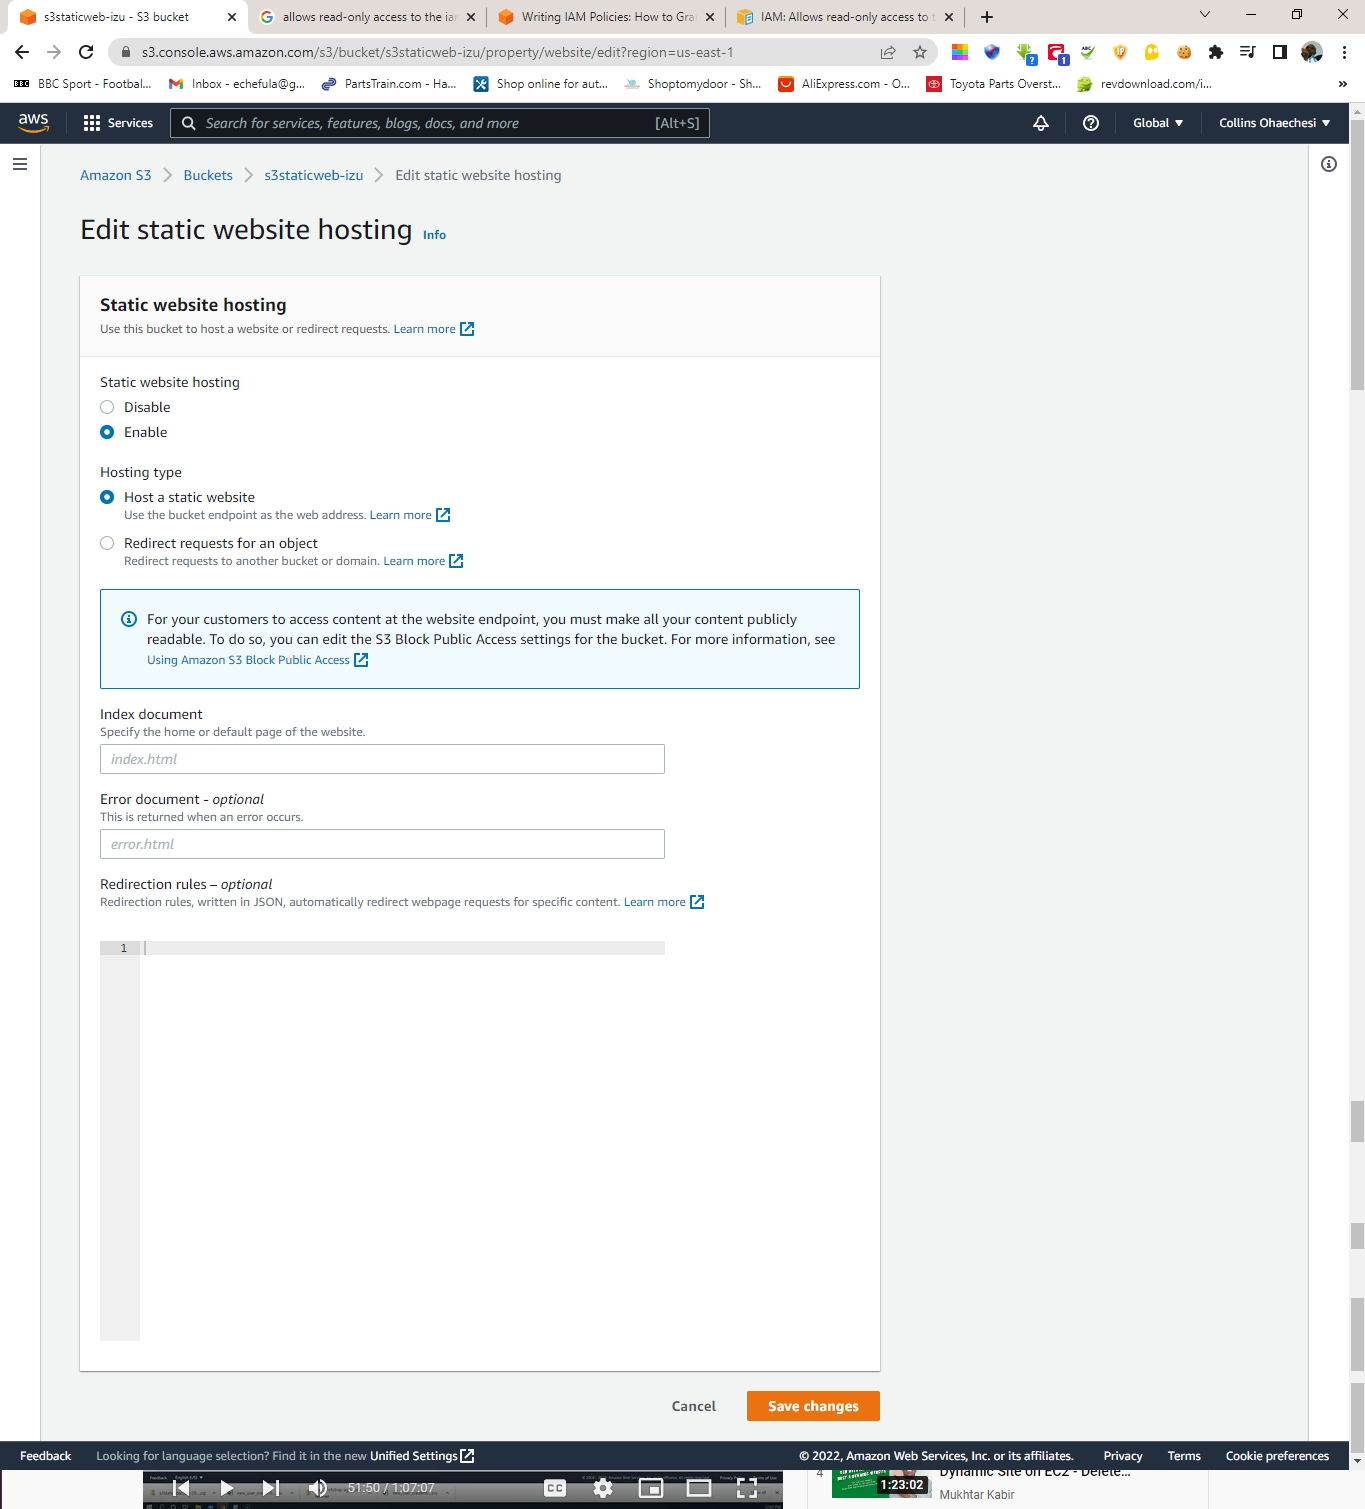 s3staticweb-izu - S3 bucket
allows read-only access to the iar
Writing IAM Policies: How to Gra
IAM: Allows read-only access to
s3.console.aws.amazon.com/s3/bucket/s3staticweb-izu/property/website/edit?region=us-east-1
BBC Sport - Footbal...
Inbox - echefula@g...
PartsTrain.com - Ha...
Shop online for aut...
Shoptomydoor - Sh...
AliExpress.com - O...
Toyota Parts Overst...
revdownload.com/i...
»
aws
Services
Search for services, features, blogs, docs, and more
[Alt+S]
Global
Collins Ohaechesi
Amazon S3
Buckets
s3staticweb-izu
Edit static website hosting
Edit static website hosting Info
Static website hosting
Use this bucket to host a website or redirect requests. Learn more
Static website hosting
Disable
Enable
Hosting type
Host a static website
Use the bucket endpoint as the web address. Learn more
Redirect requests for an object
Redirect requests to another bucket or domain. Learn more
For your customers to access content at the website endpoint, you must make all your content publicly
readable. To do so, you can edit the S3 Block Public Access settings for the bucket. For more information, see
Using Amazon S3 Block Public Access
Index document
Specify the home or default page of the website.
index.html
Error document - optional
This is returned when an error occurs.
error.html
Redirection rules – optional
Redirection rules, written in JSON, automatically redirect webpage requests for specific content. Learn more
1
Cancel
Save changes
Feedback
Looking for language selection? Find it in the new Unified Settings
© 2022, Amazon Web Services, Inc. or its affiliates.
Privacy
Terms
Cookie preferences
51:50 / 1:07:07
CC
4
1:23:02
Dynamic Site on EC2 - Delete...
Mukhtar Kabir